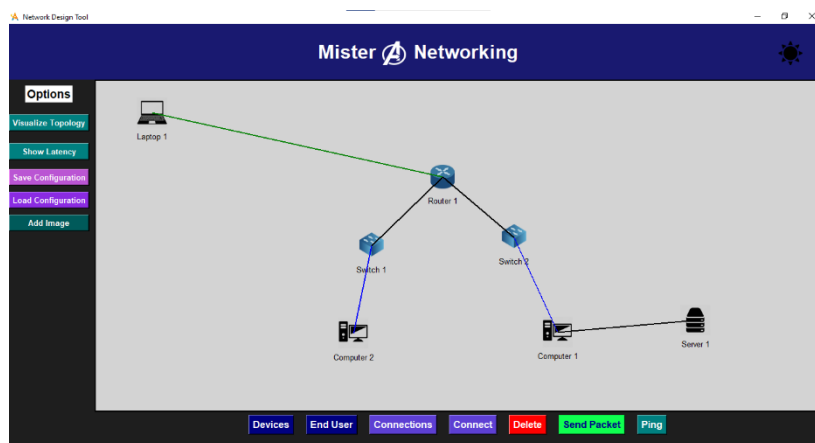 Network Design Tool
Mister A Networking
Options
Visualize Topology
Show Latency
Save Configuration
Load Configuration
Add Image
Laptop 1
Router 1
Switch 1
Switch 2
Computer 2
Computer 1
Server 1
Devices End User Connections Connect Delete Send Packet Ping